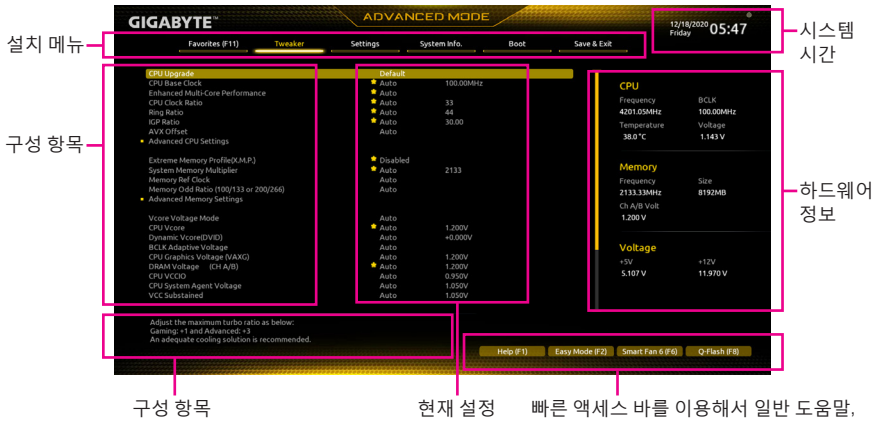 GIGABYTE™
ADVANCED MODE
12/18/2020
Friday
05:47
시스템
시간
설치 메뉴
Favorites (F11) Tweaker Settings System Info. Boot Save & Exit
구성 항목
CPU Upgrade Default
CPU Base Clock Auto 100.00MHz
Enhanced Multi-Core Performance Auto
CPU Clock Ratio Auto 33
Ring Ratio Auto 44
IGP Ratio Auto 30.00
AVX Offset Auto
Advanced CPU Settings
Extreme Memory Profile(X.M.P.) Disabled
System Memory Multiplier Auto 2133
Memory Ref Clock Auto
Memory Odd Ratio (100/133 or 200/266) Auto
Advanced Memory Settings
Vcore Voltage Mode Auto
CPU Vcore Auto 1.200V
Dynamic Vcore(DVID) Auto +0.000V
BCLK Adaptive Voltage Auto
CPU Graphics Voltage (VAXG) Auto 1.200V
DRAM Voltage (CH A/B) Auto 1.200V
CPU VCCIO Auto 0.950V
CPU System Agent Voltage Auto 1.050V
VCC Substained Auto 1.050V
CPU
Frequency BCLK
4201.05MHz 100.00MHz
Temperature Voltage
38.0 °C 1.143 V
Memory
Frequency Size
2133.33MHz 8192MB
Ch A/B Volt
1.200 V
Voltage
+5V +12V
5.107 V 11.970 V
하드웨어
정보
Adjust the maximum turbo ratio as below:
Gaming: +1 and Advanced: +3
An adequate cooling solution is recommended.
Help (F1) Easy Mode (F2) Smart Fan 6 (F6) Q-Flash (F8)
구성 항목 현재 설정 빠른 액세스 바를 이용해서 일반 도움말,